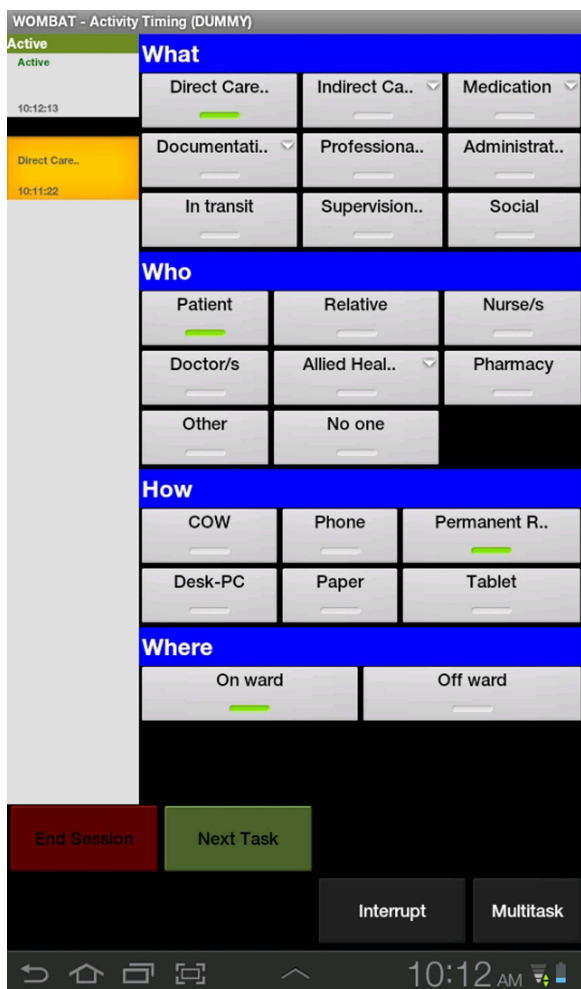 WOMBAT - Activity Timing (DUMMY)
Active
Active
10:12:13
Direct Care..
10:11:22
What
Direct Care.. Indirect Ca.. Medication
Documentati.. Professiona.. Administrat..
In transit Supervision.. Social
Who
Patient Relative Nurse/s
Doctor/s Allied Heal.. Pharmacy
Other No one
How
COW Phone Permanent R..
Desk-PC Paper Tablet
Where
On ward Off ward
End Session Next Task
Interrupt Multitask
10:12 AM